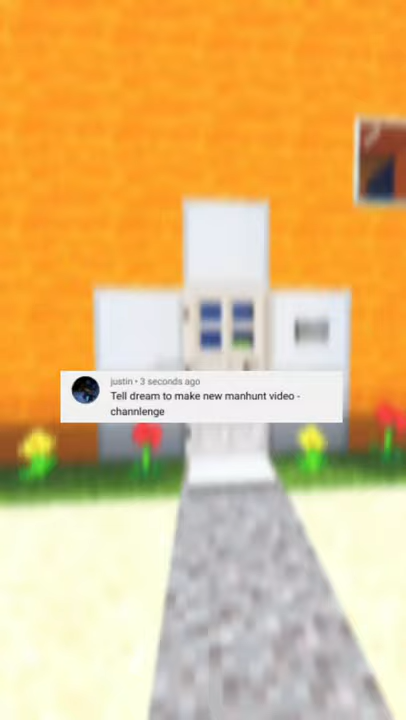 justin • 3 seconds ago
Tell dream to make new manhunt video -
channlenge